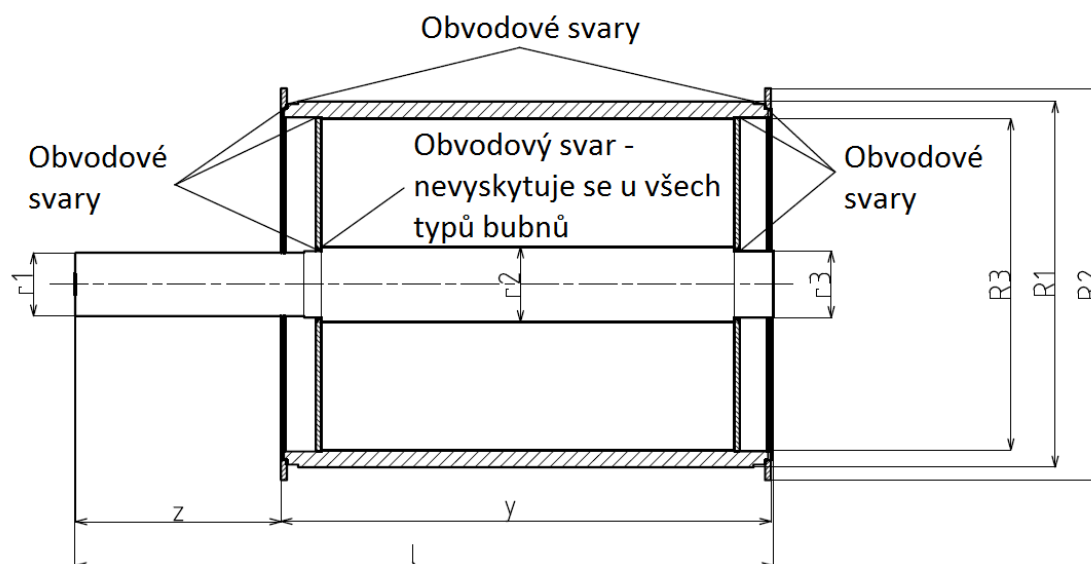 Obvodové svary
Obvodové
svary
Obvodový svar -
nevyskytuje se u všech
typů bubnů
Obvodové
svary
r1
r2
r3
R3
R1
z
y